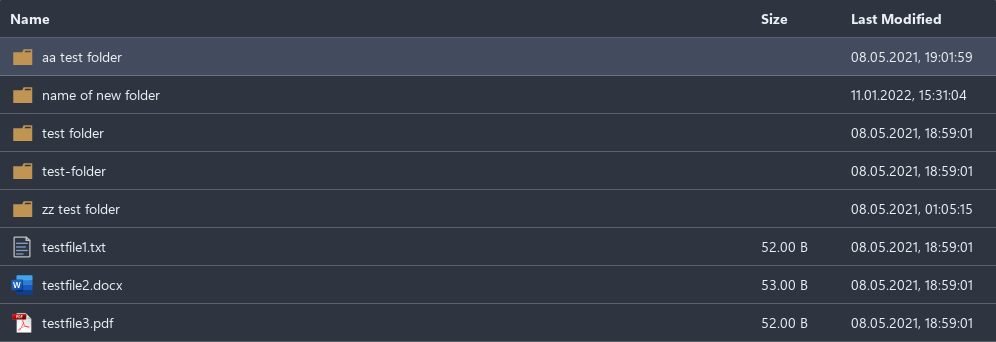 Name Size Last Modified
aa test folder 08.05.2021, 19:01:59
name of new folder 11.01.2022, 15:31:04
test folder 08.05.2021, 18:59:01
test-folder 08.05.2021, 18:59:01
zz test folder 08.05.2021, 01:05:15
testfile1.txt 52.00 B 08.05.2021, 18:59:01
W testfile2.docx 53.00 B 08.05.2021, 18:59:01
PDF testfile3.pdf 52.00 B 08.05.2021, 18:59:01